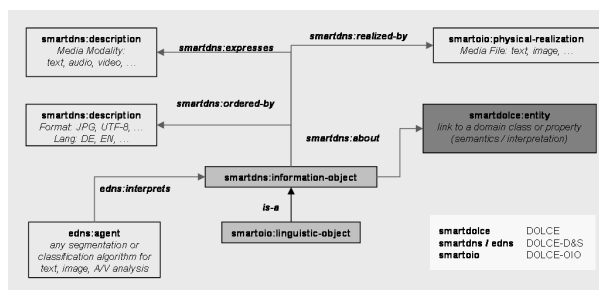 smartdns:description
Media Modality:
text, audio, video, ...
smartdns:expresses
smartdns:realized-by
smartoio:physical-realization
Media File: text, image, ...
smartdns:description
Format: JPG, UTF-8, ...
Lang: DE, EN, ...
smartdns:ordered-by
smartdns:about
smartdolce:entity
link to a domain class or property
(semantics / interpretation)
smartdns:information-object
edns:interprets
is-a
edns:agent
any segmentation or
classification algorithm for
text, image, A/V analysis
smartoio:linguistic-object
smartdolce DOLCE
smartdns / edns DOLCE-D&S
smartoio DOLCE-OIO